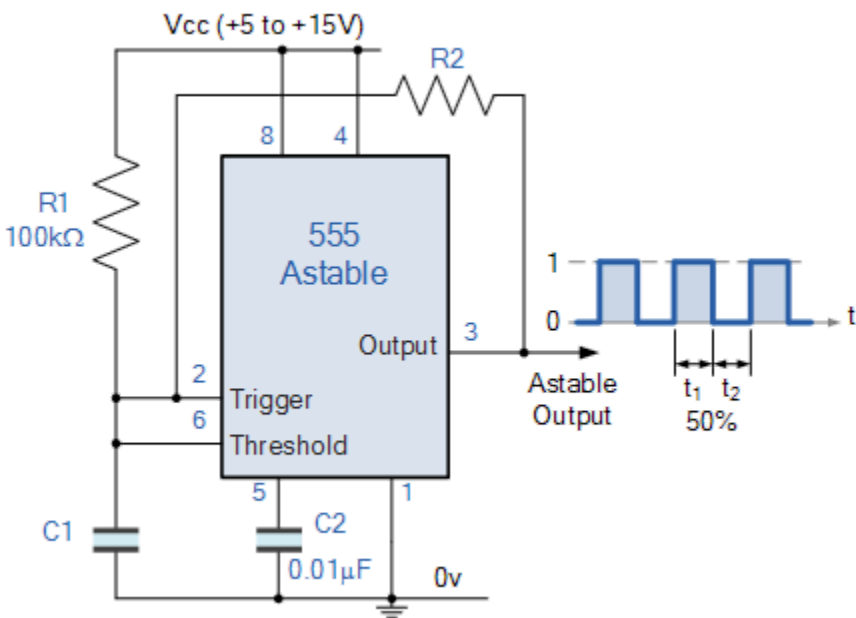 Vcc (+5 to +15V)
R2
8
4
R1
100kΩ
555
Astable
1
0
t
3
Output
2
Trigger
Astable
Output
t₁
t₂
50%
6
Threshold
5
1
C1
C2
0.01µF
0v